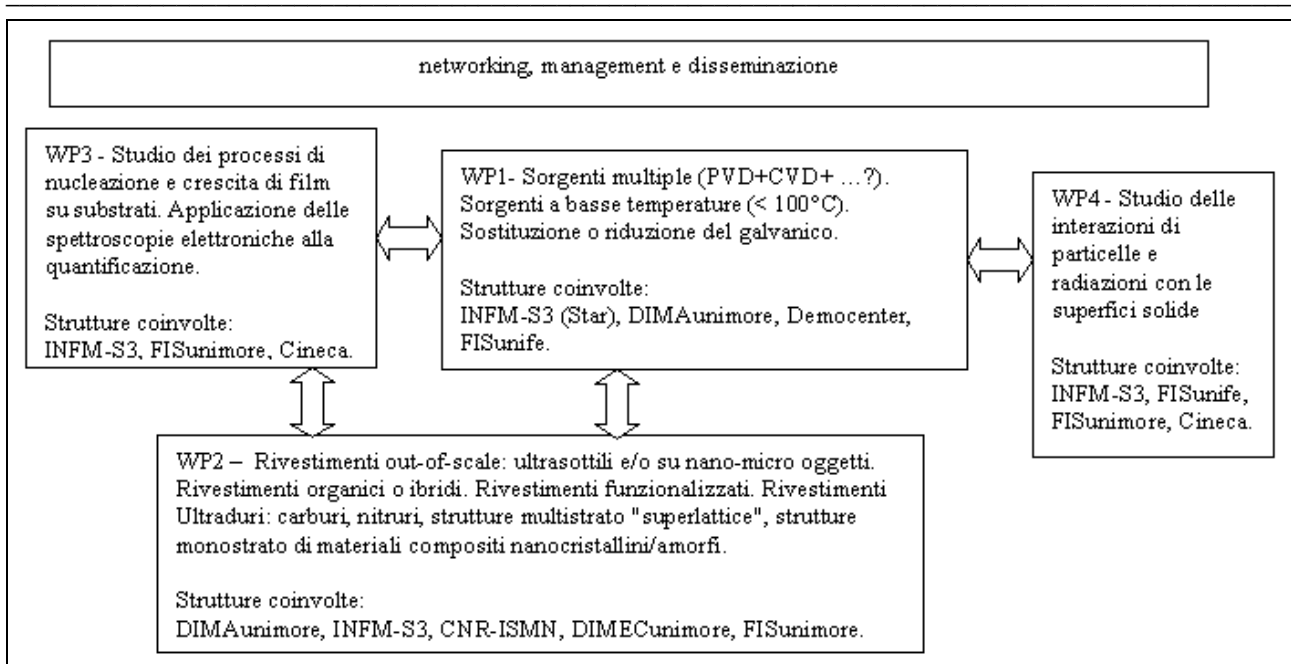 networking, management e disseminazione
WP3 - Studio dei processi di
nucleazione e crescita di film
su substrati. Applicazione delle
spettroscopie elettroniche alla
quantificazione.
Strutture coinvolte:
INFM-S3, FISunimore, Cineca.
WP1- Sorgenti multiple (PVD+CVD+ ...?).
Sorgenti a basse temperature (< 100°C).
Sostituzione o riduzione del galvanico.
Strutture coinvolte:
INFM-S3 (Star), DIMAunimore, Democenter,
FISunife.
WP4 - Studio delle
interazioni di
particelle e
radiazioni con le
superfici solide
Strutture coinvolte:
INFM-S3, FISunife,
FISunimore, Cineca.
WP2 – Rivestimenti out-of-scale: ultrasottili e/o su nano-micro oggetti.
Rivestimenti organici o ibridi. Rivestimenti funzionalizzati. Rivestimenti
Ultraduri: carburi, nitruri, strutture multistrato "superlattice", strutture
monostrato di materiali compositi nanocristallini/amorfi.
Strutture coinvolte:
DIMAunimore, INFM-S3, CNR-ISMN, DIMECunimore, FISunimore.